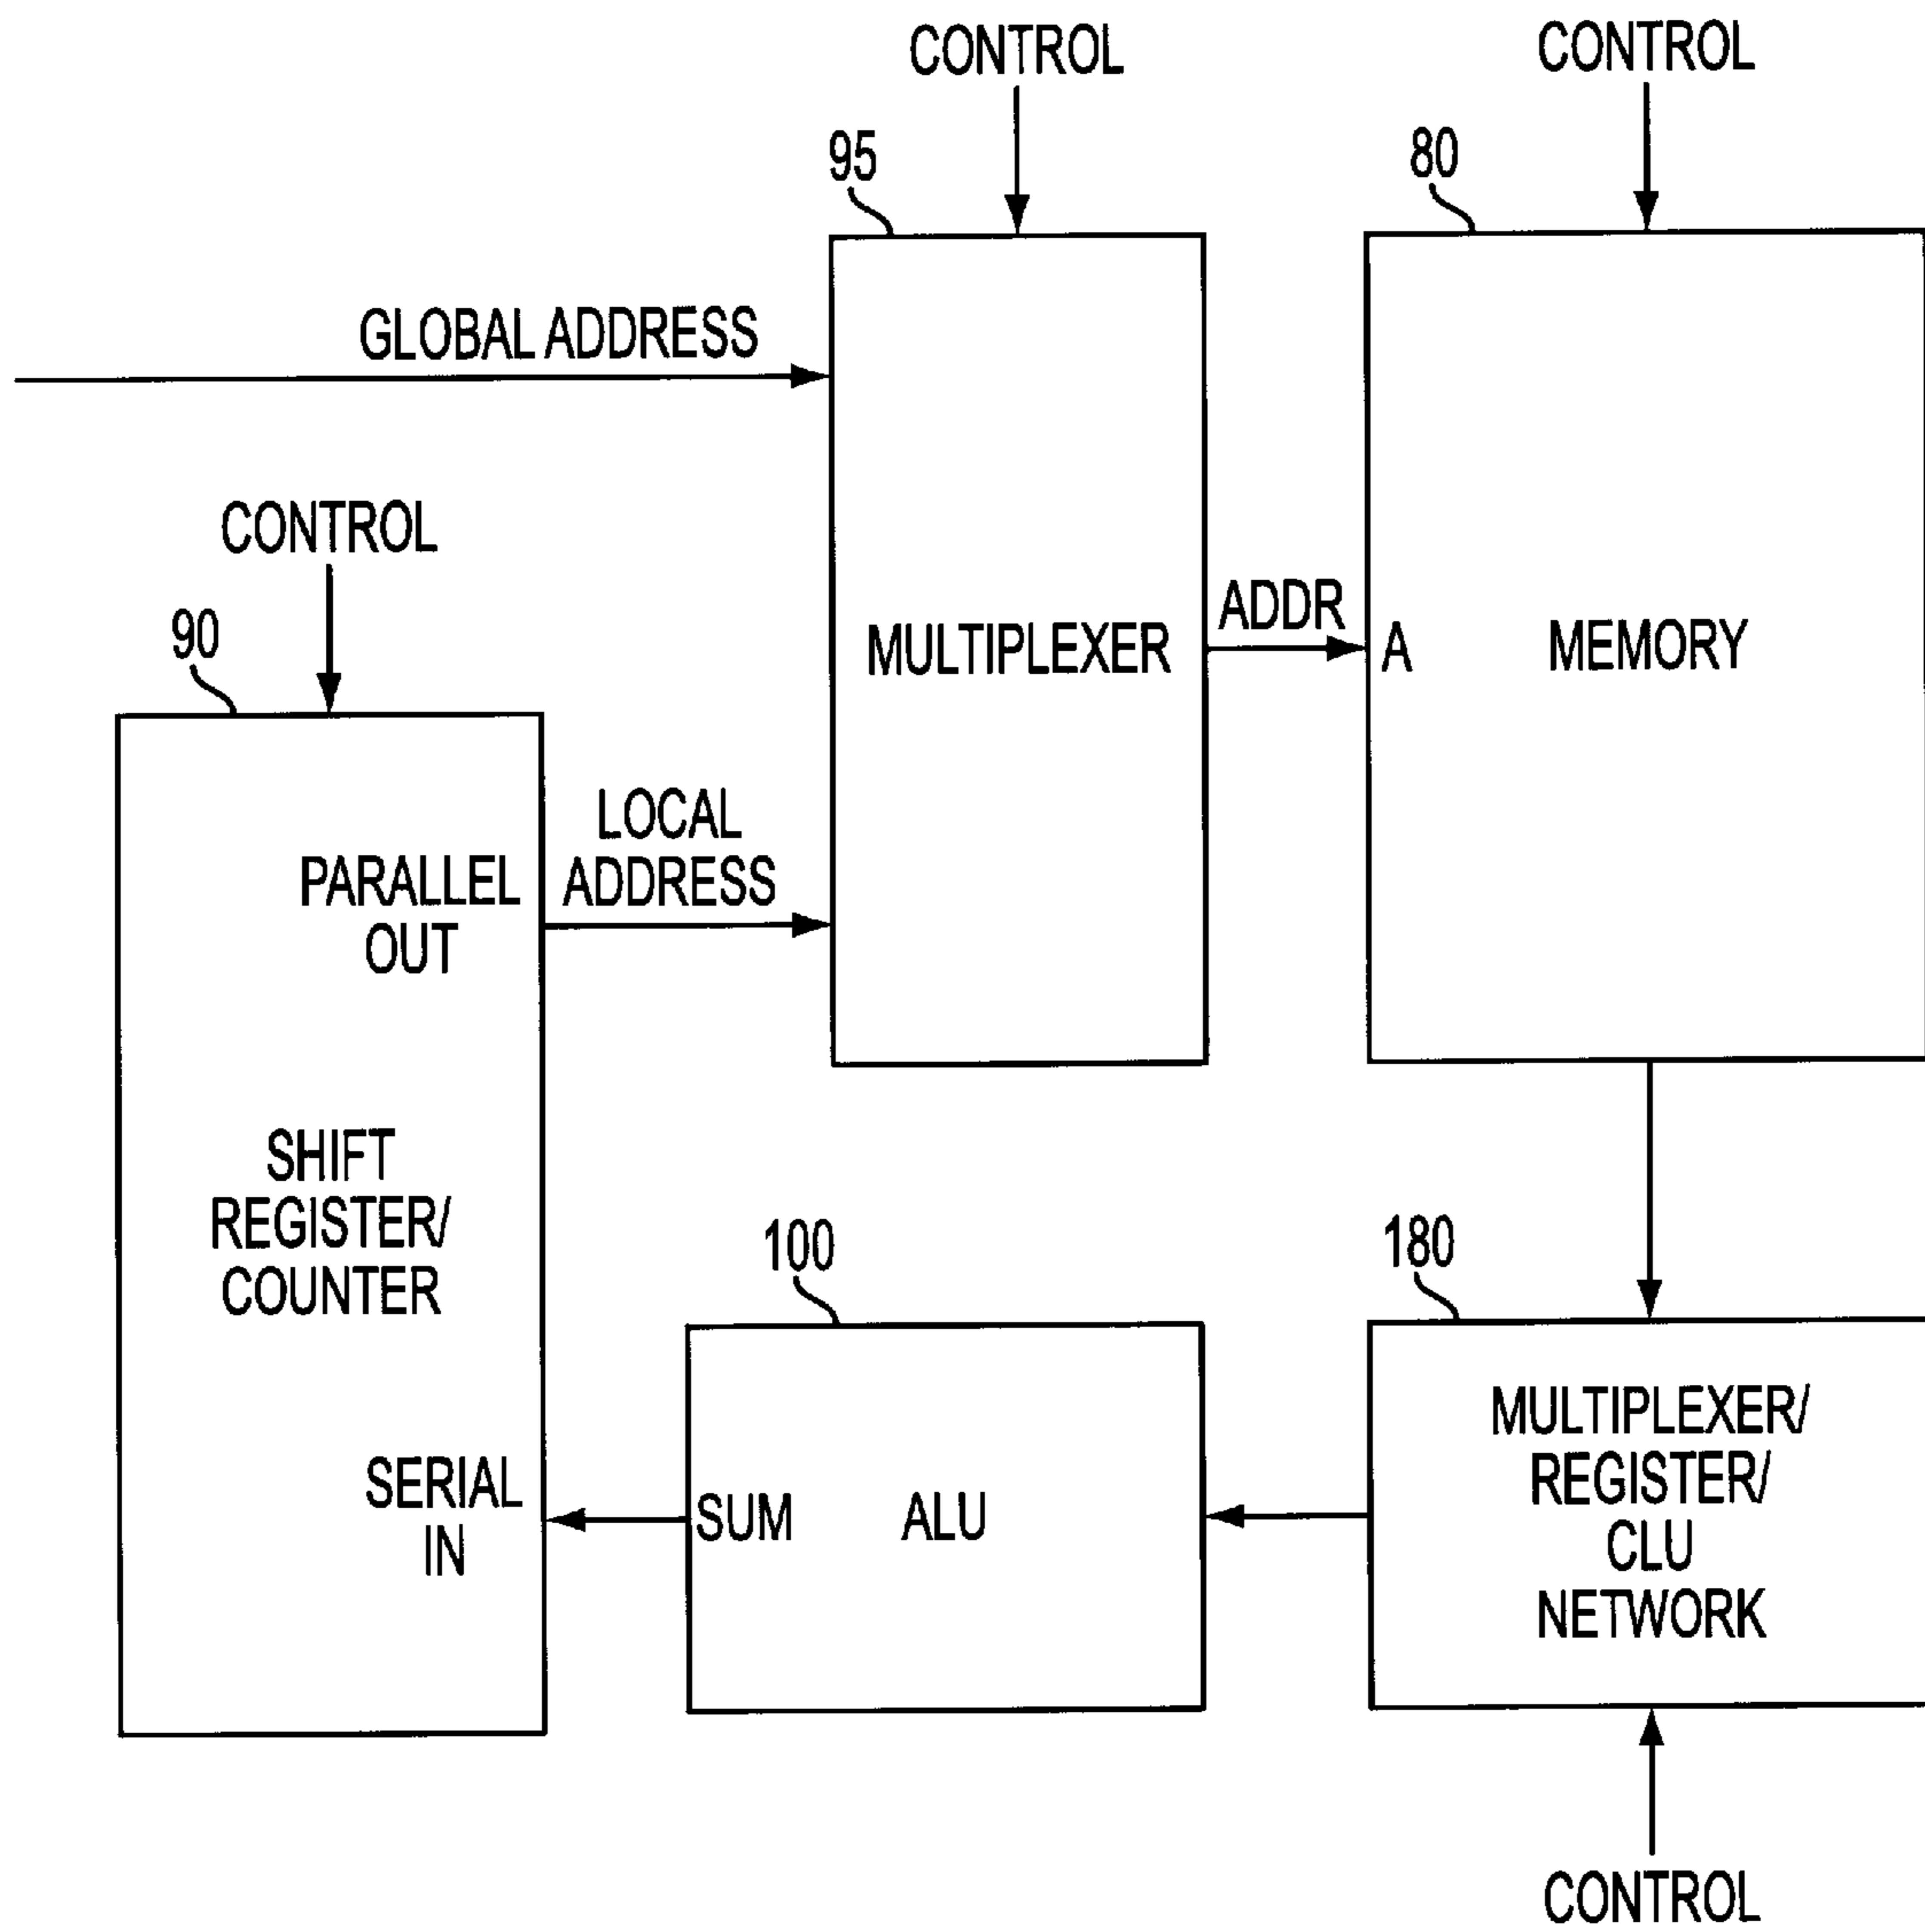 CONTROL
CONTROL
95
80
GLOBAL ADDRESS
CONTROL
90
ADDR
MULTIPLEXER
A
MEMORY
LOCAL
ADDRESS
PARALLEL
OUT
SHIFT
REGISTER/
COUNTER
100
180
MULTIPLEXER/
REGISTER/
CLU
NETWORK
SERIAL
IN
SUM
ALU
CONTROL